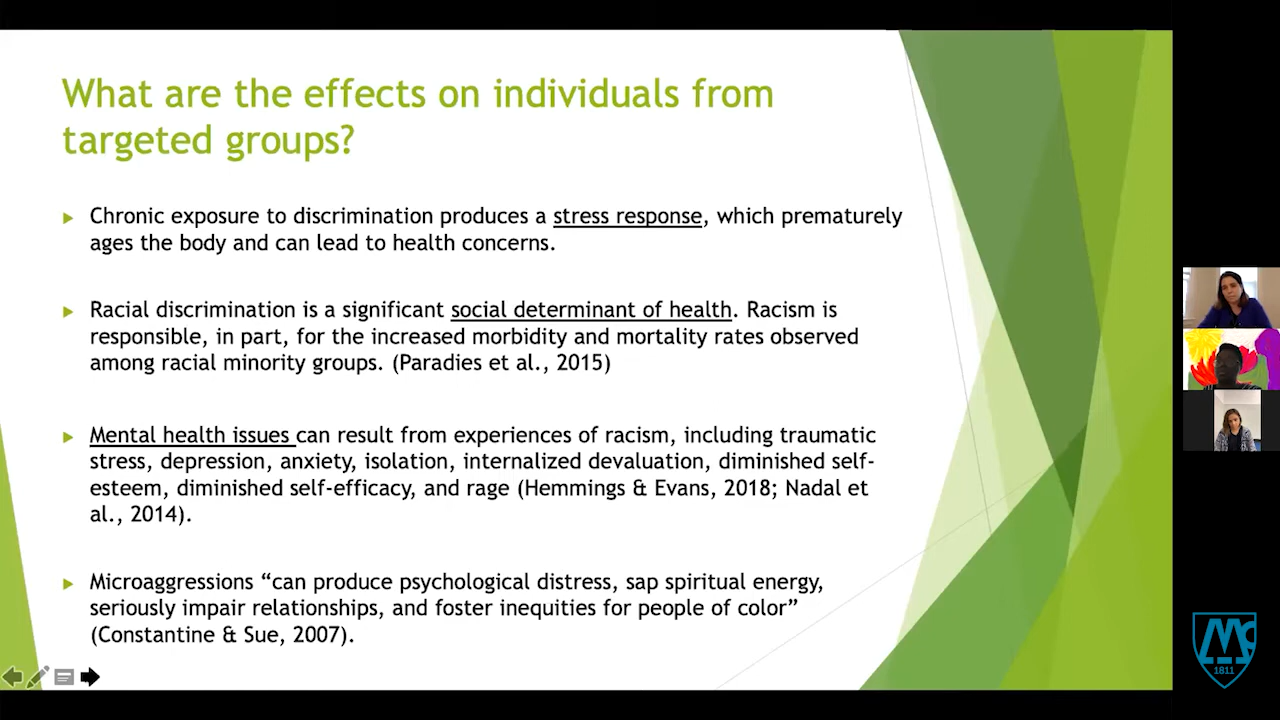 What are the effects on individuals from
targeted groups?
Chronic exposure to discrimination produces a stress response, which prematurely
ages the body and can lead to health concerns.
Racial discrimination is a significant social determinant of health. Racism is
responsible, in part, for the increased morbidity and mortality rates observed
among racial minority groups. (Paradies et al., 2015)
Mental health issues can result from experiences of racism, including traumatic
stress, depression, anxiety, isolation, internalized devaluation, diminished self-
esteem, diminished self-efficacy, and rage (Hemmings & Evans, 2018; Nadal et
al., 2014).
Microaggressions “can produce psychological distress, sap spiritual energy,
seriously impair relationships, and foster inequities for people of color”
(Constantine & Sue, 2007).
1811